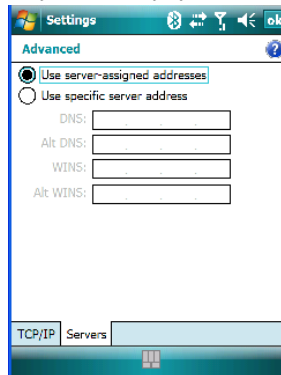 Settings
ok
Advanced
?
Use server-assigned addresses
Use specific server address
DNS: . . .
Alt DNS: . . .
WINS: . . .
Alt WINS: . . .
TCP/IP Servers